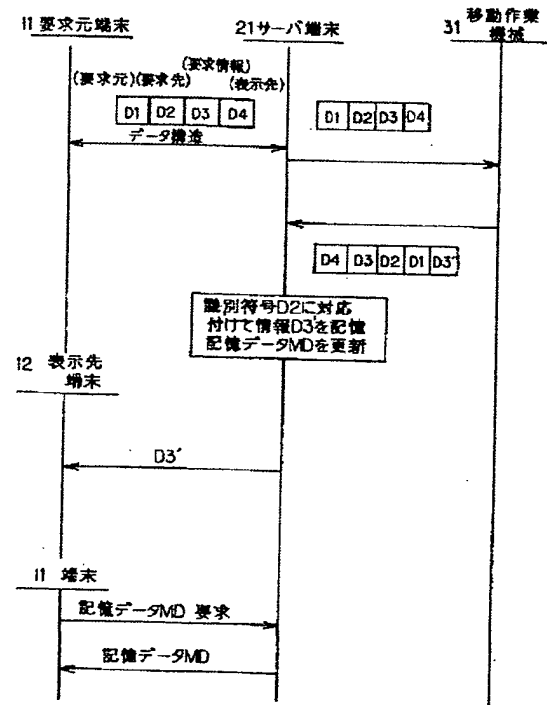 11 要求元端末
21サーバ端末
31 移動作業
機械
(要求元)(要求先)
(要求情報)
(表示先)
D1 D2 D3 D4
データ構造
D1 D2 D3 D4
D4 D3 D2 D1 D3′
識別符号D2に対応
付けて情報D3′を記憶
記憶データMDを更新
12 表示先
端末
D3′
11 端末
記憶データMD 要求
記憶データMD